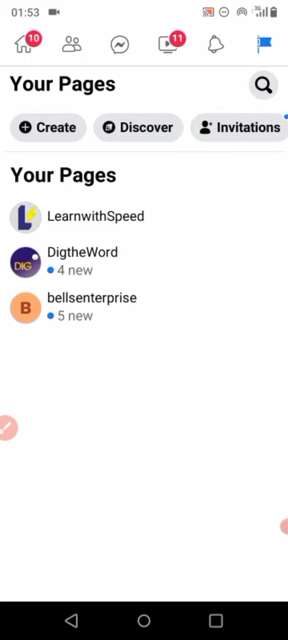 01:53
10
11
Your Pages
Create
Discover
Invitations
Your Pages
LearnwithSpeed
DIG
DigtheWord
4 new
B
bellsenterprise
5 new